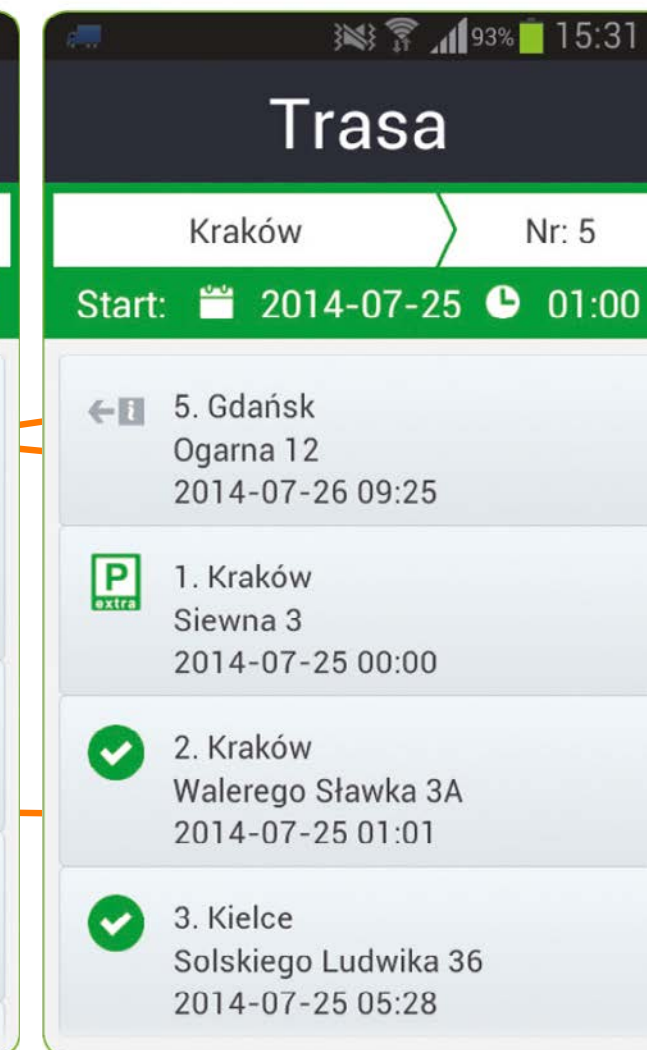 93% 15:31
Trasa
Kraków Nr: 5
Start: 2014-07-25 01:00
5. Gdańsk
Ogarna 12
2014-07-26 09:25
P
extra
1. Kraków
Siewna 3
2014-07-25 00:00
2. Kraków
Walerego Sławka 3A
2014-07-25 01:01
3. Kielce
Solskiego Ludwika 36
2014-07-25 05:28